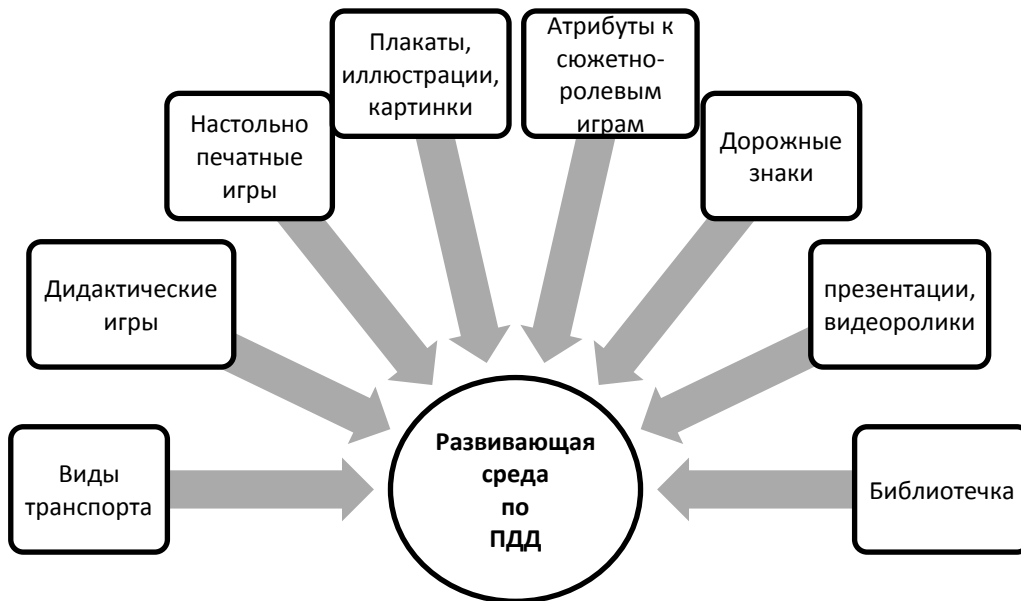 Плакаты,
иллюстрации,
картинки
Атрибуты к
сюжетно-
ролевым
играм
Настольно
печатные
игры
Дорожные
знаки
Дидактические
игры
презентации,
видеоролики
Виды
транспорта
Развивающая
среда
по
ПДД
Библиотечка